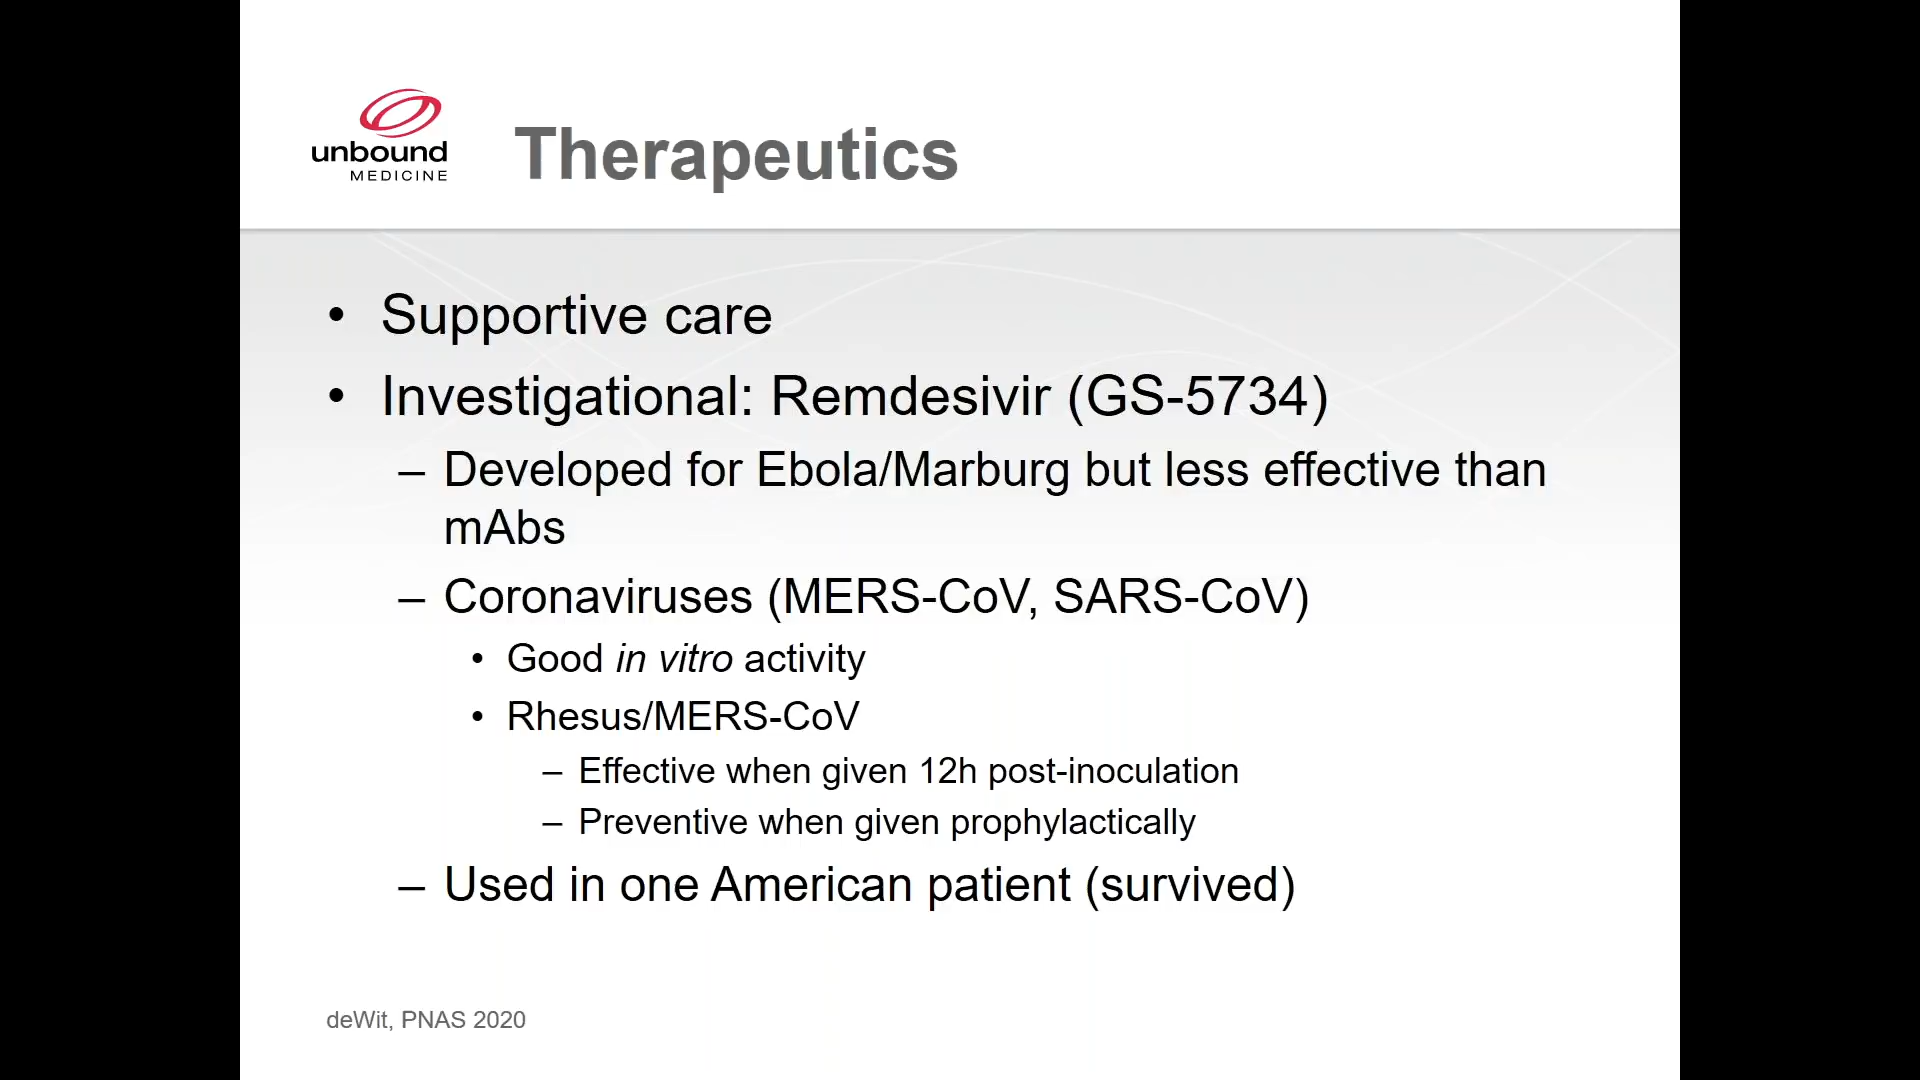 unbound
MEDICINE
Therapeutics
• Supportive care
• Investigational: Remdesivir (GS-5734)
– Developed for Ebola/Marburg but less effective than
mAbs
– Coronaviruses (MERS-CoV, SARS-CoV)
• Good in vitro activity
• Rhesus/MERS-CoV
– Effective when given 12h post-inoculation
– Preventive when given prophylactically
– Used in one American patient (survived)
deWit, PNAS 2020